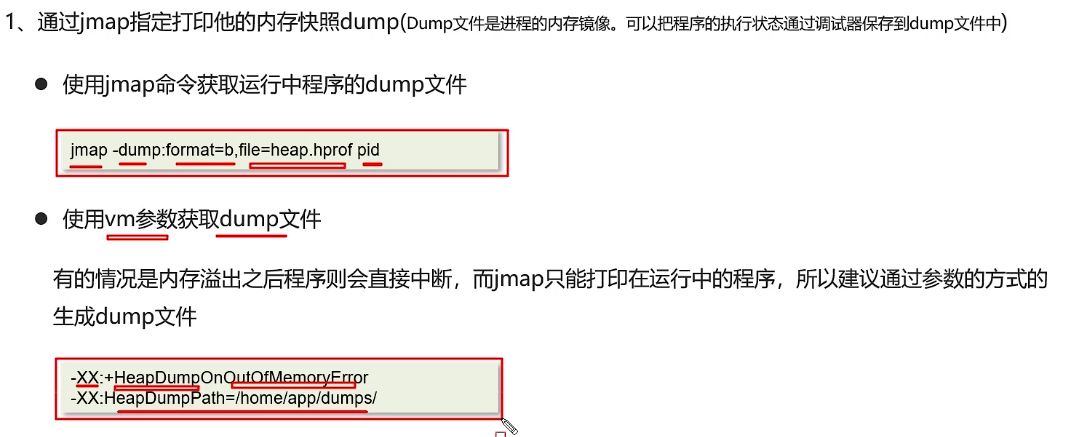 1、通过jmap指定打印他的内存快照dump(Dump文件是进程的内存镜像。可以把程序的执行状态通过调试器保存到dump文件中)
● 使用jmap命令获取运行中程序的dump文件
jmap -dump:format=b,file=heap.hprof pid
● 使用vm参数获取dump文件
有的情况是内存溢出之后程序则会直接中断，而jmap只能打印在运行中的程序，所以建议通过参数的方式的
生成dump文件
-XX:+HeapDumpOnOutOfMemoryError
-XX:HeapDumpPath=/home/app/dumps/